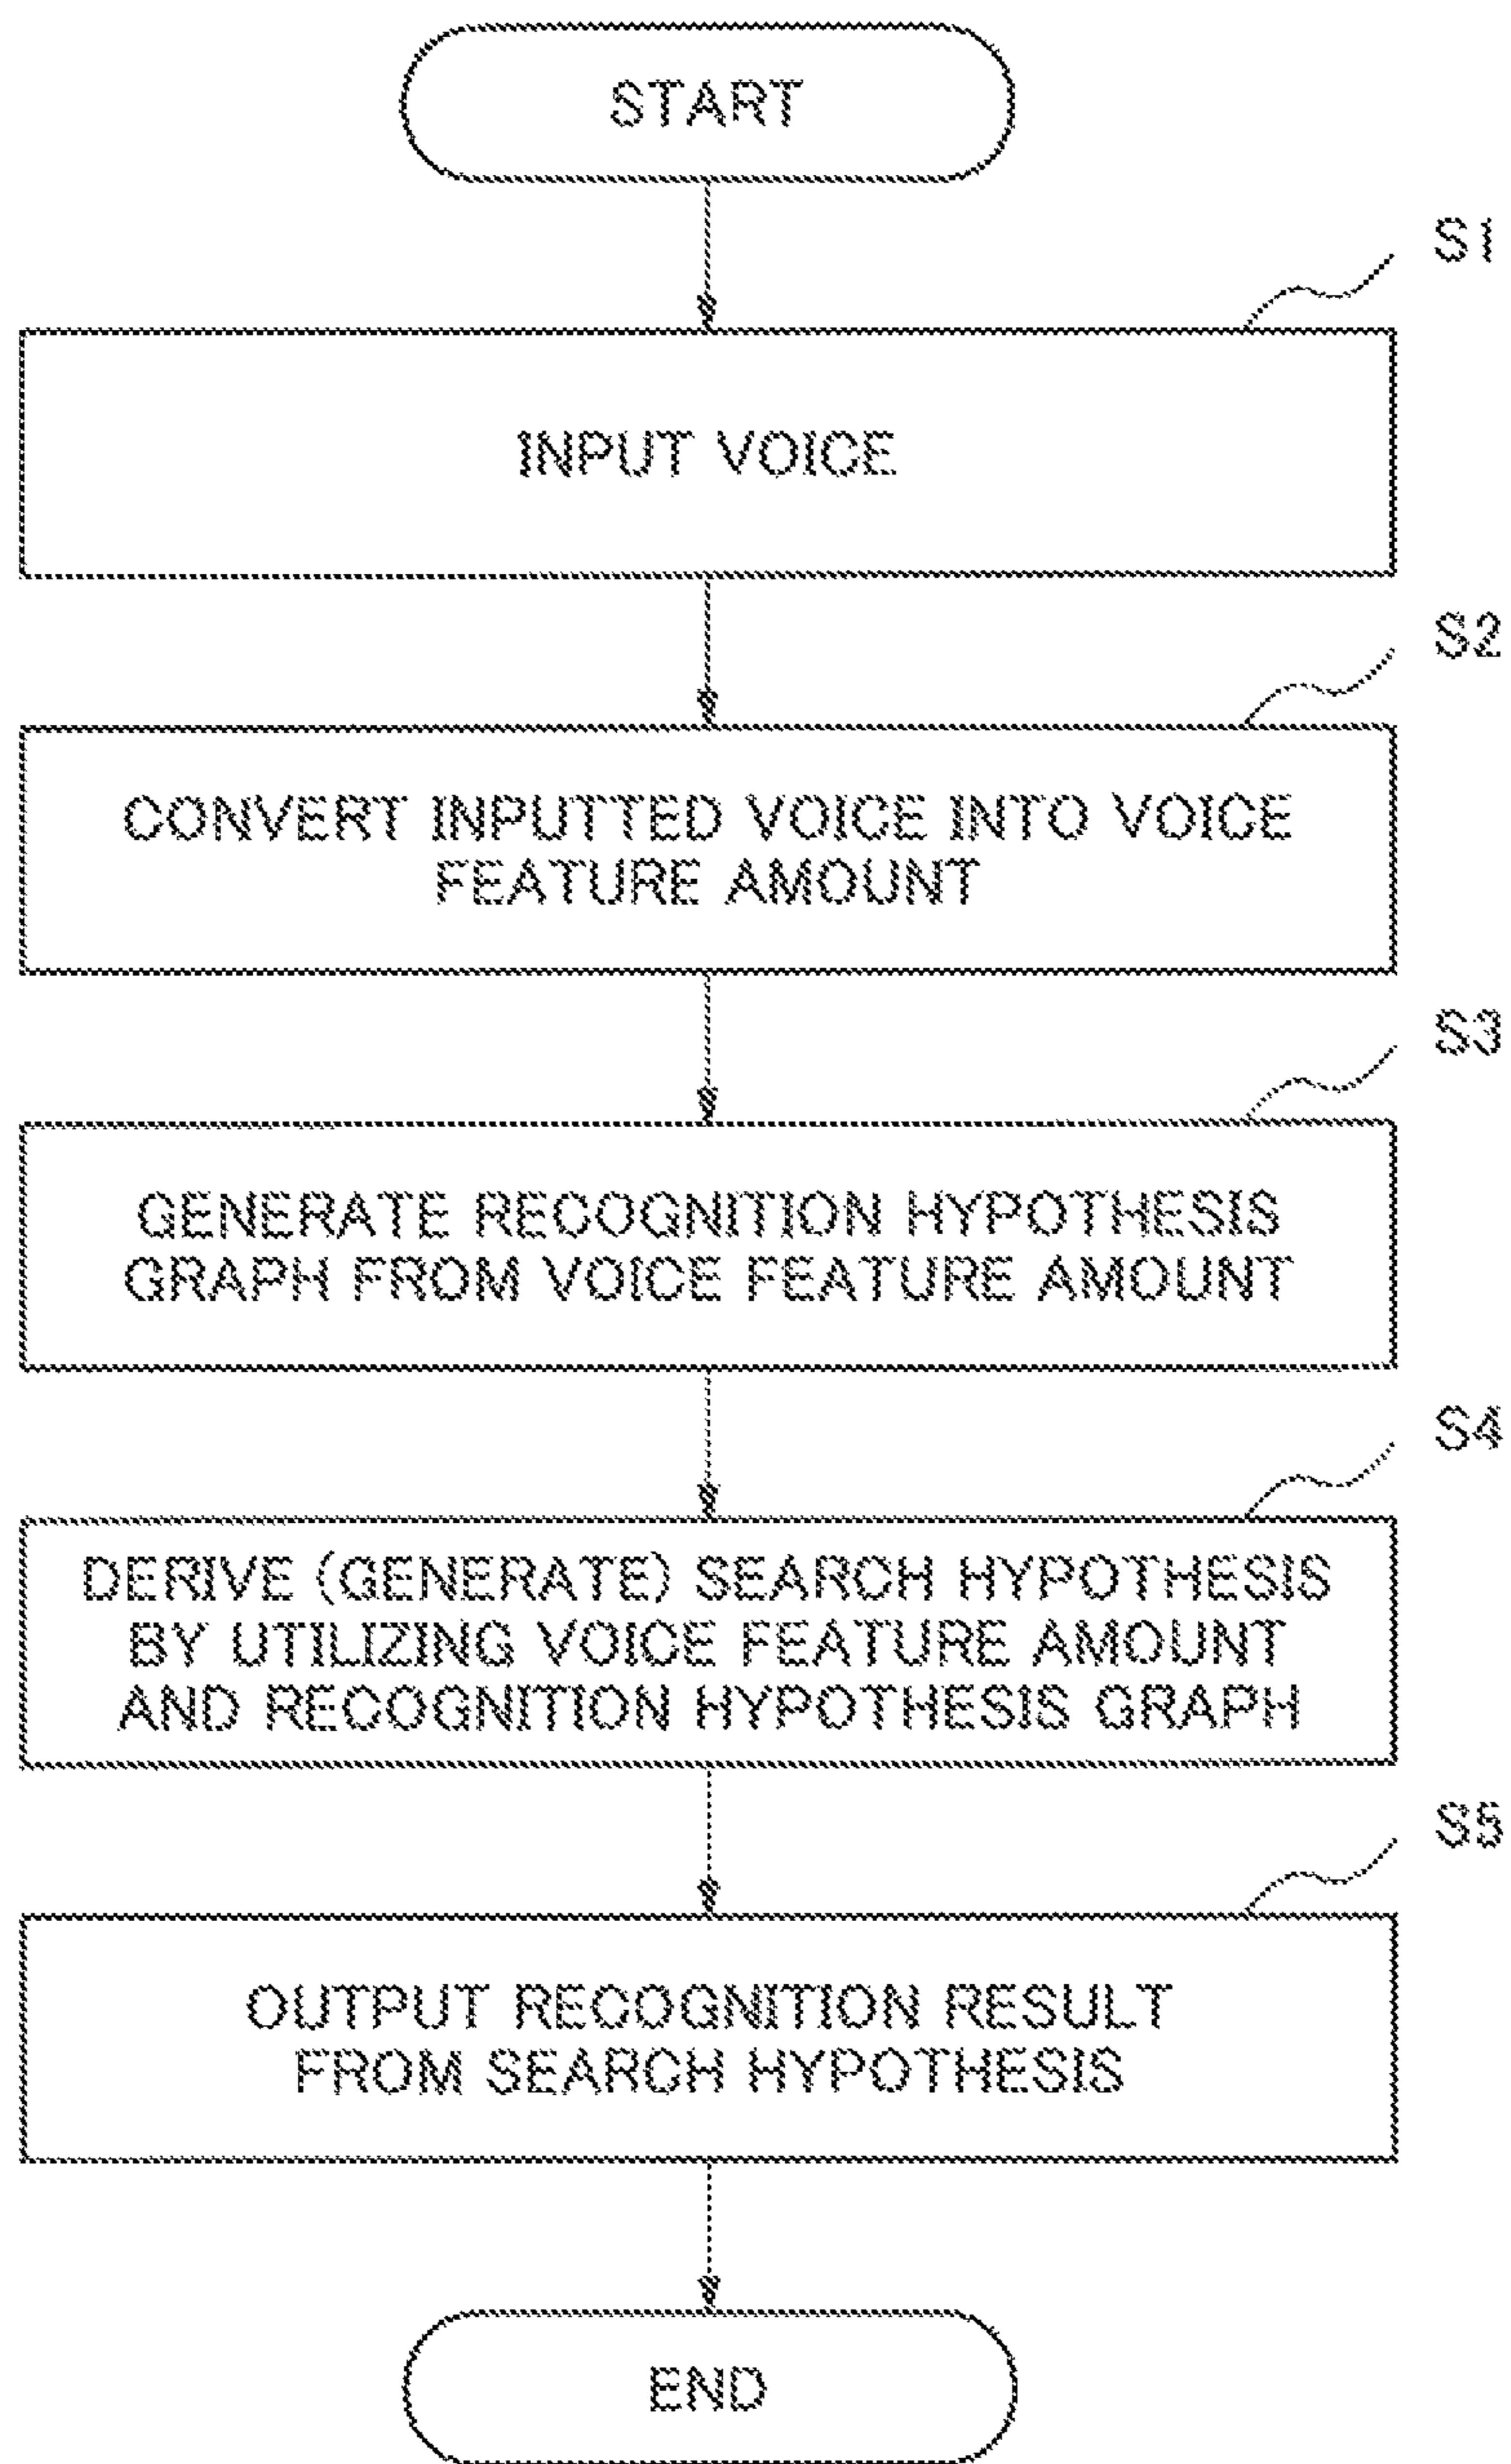 START
S1
INPUT VOICE
S2
CONVERT INPUTTED VOICE INTO VOICE
FEATURE AMOUNT
S3
GENERATE RECOGNITION HYPOTHESIS
GRAPH FROM VOICE FEATURE AMOUNT
S4
DERIVE (GENERATE) SEARCH HYPOTHESIS
BY UTILIZING VOICE FEATURE AMOUNT
AND RECOGNITION HYPOTHESIS GRAPH
S5
OUTPUT RECOGNITION RESULT
FROM SEARCH HYPOTHESIS
END